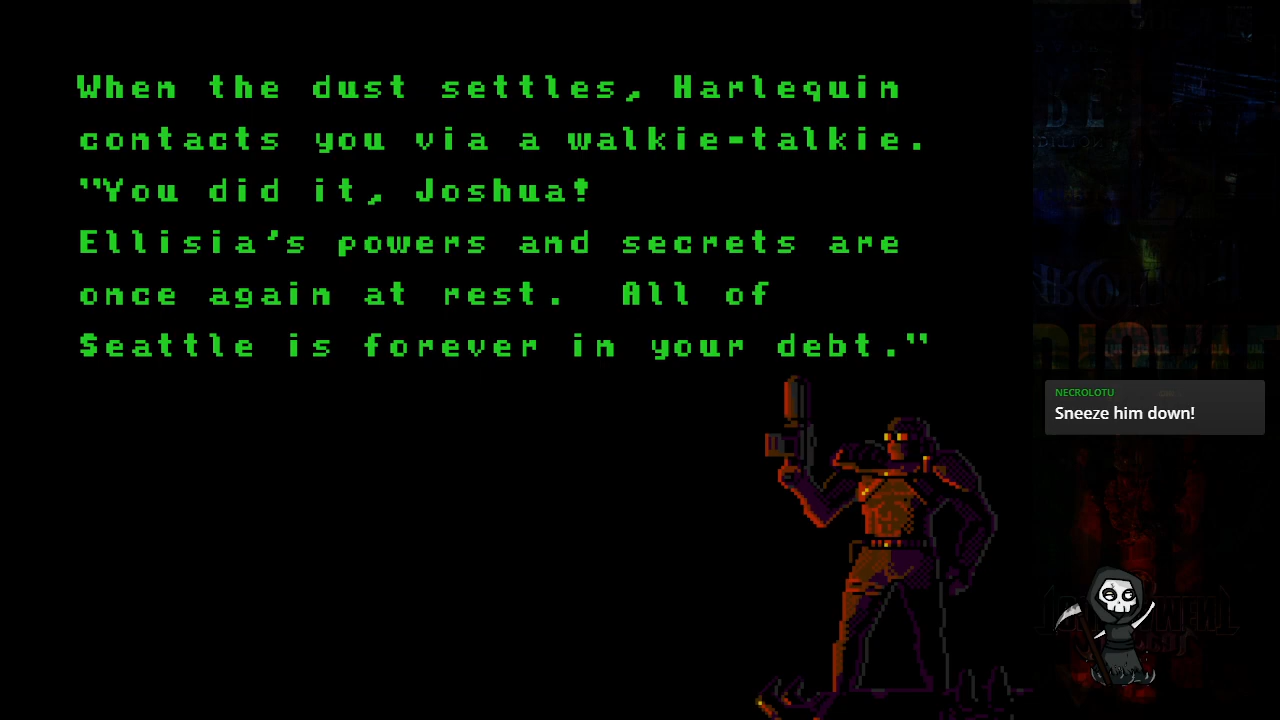 When the dust settles, Harlequin
contacts you via a walkie-talkie.
"You did it, Joshua!
Ellisia's powers and secrets are
once again at rest.  All of
Seattle is forever in your debt."
NECROLOTU
Sneeze him down!